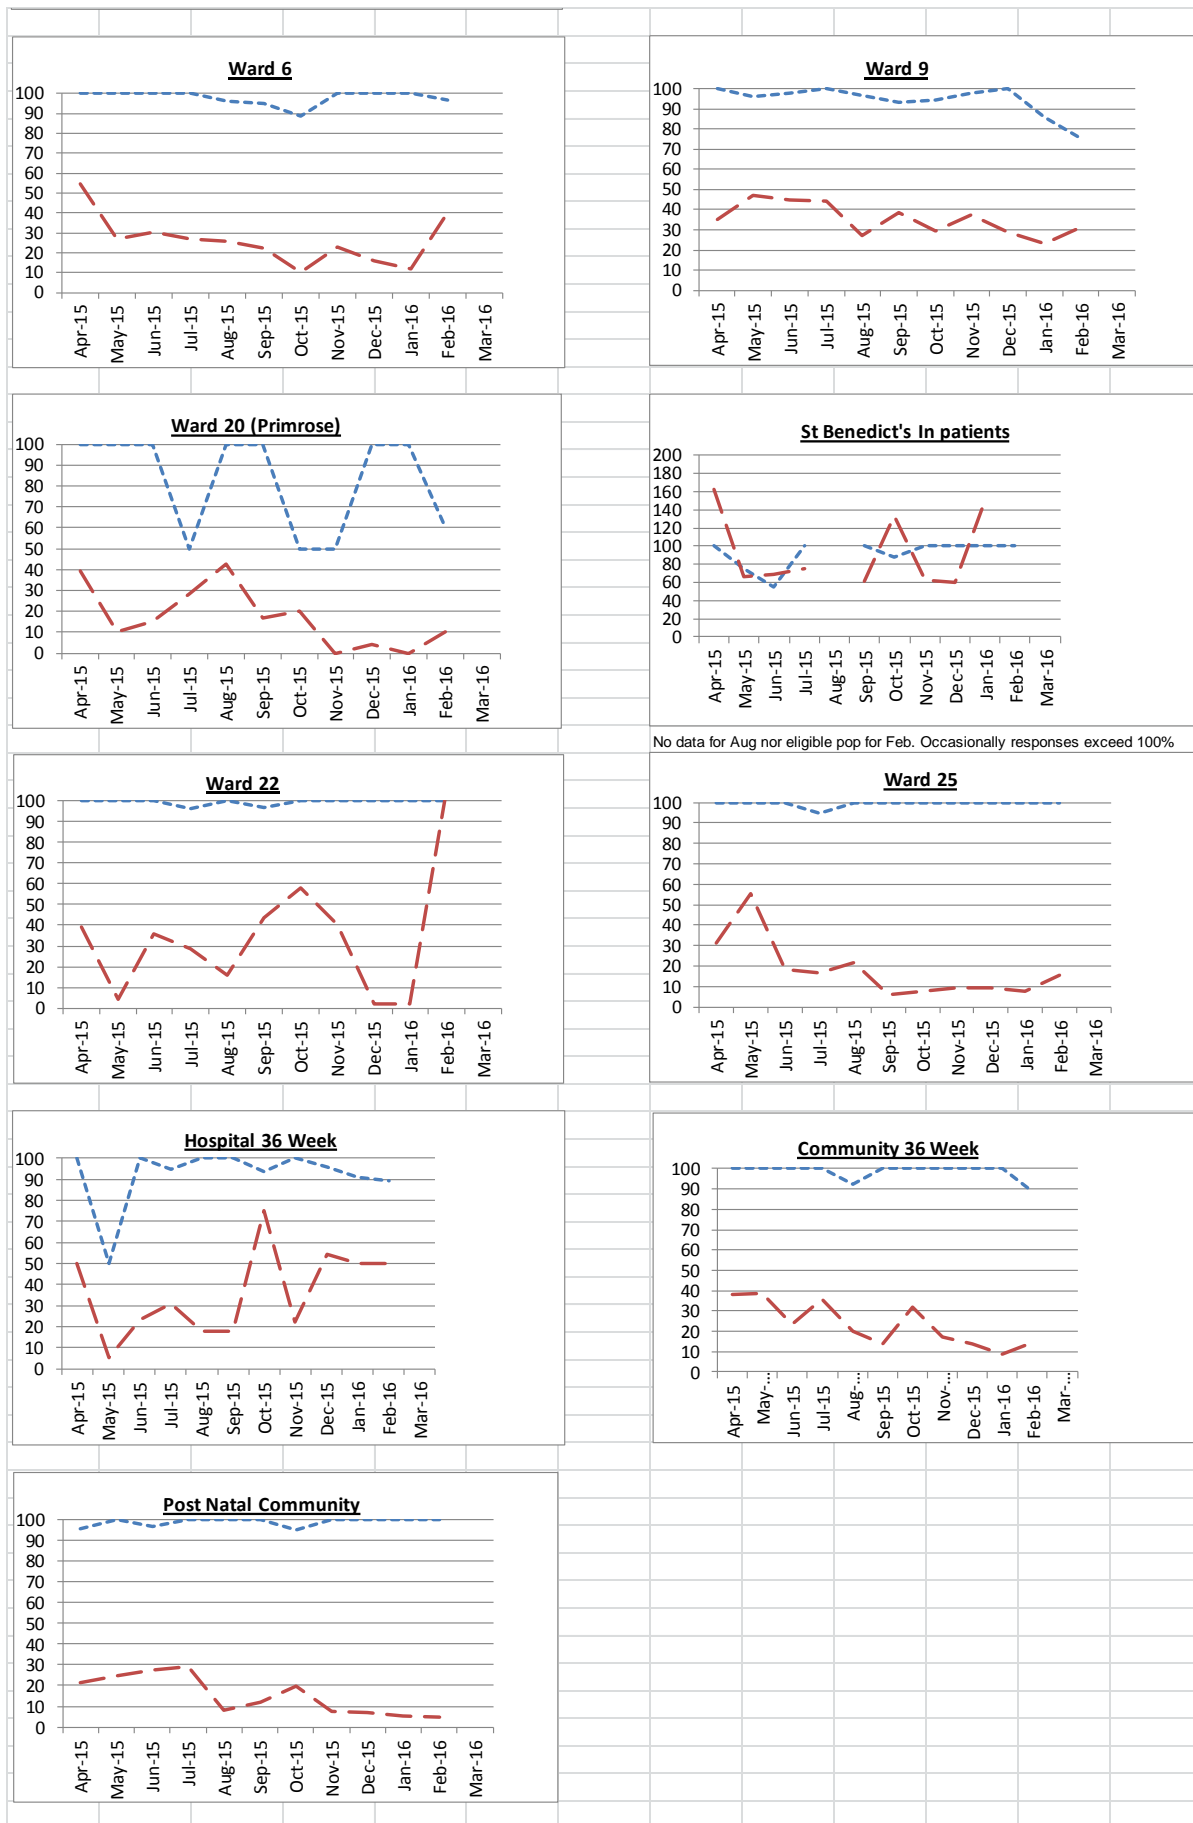 Ward 6
100
90
80
70
60
50
40
30
20
10
0
Apr-15
May-15
Jun-15
Jul-15
Aug-15
Sep-15
Oct-15
Nov-15
Dec-15
Jan-16
Feb-16
Mar-16
Ward 9
100
90
80
70
60
50
40
30
20
10
0
Apr-15
May-15
Jun-15
Jul-15
Aug-15
Sep-15
Oct-15
Nov-15
Dec-15
Jan-16
Feb-16
Mar-16
Ward 20 (Primrose)
100
90
80
70
60
50
40
30
20
10
0
Apr-15
May-15
Jun-15
Jul-15
Aug-15
Sep-15
Oct-15
Nov-15
Dec-15
Jan-16
Feb-16
Mar-16
St Benedict's In patients
200
180
160
140
120
100
80
60
40
20
0
Apr-15
May-15
Jun-15
Jul-15
Aug-15
Sep-15
Oct-15
Nov-15
Dec-15
Jan-16
Feb-16
Mar-16
No data for Aug nor eligible pop for Feb. Occasionally responses exceed 100%
Ward 22
100
90
80
70
60
50
40
30
20
10
0
Apr-15
May-15
Jun-15
Jul-15
Aug-15
Sep-15
Oct-15
Nov-15
Dec-15
Jan-16
Feb-16
Mar-16
Ward 25
100
90
80
70
60
50
40
30
20
10
0
Apr-15
May-15
Jun-15
Jul-15
Aug-15
Sep-15
Oct-15
Nov-15
Dec-15
Jan-16
Feb-16
Mar-16
Hospital 36 Week
100
90
80
70
60
50
40
30
20
10
0
Apr-15
May-15
Jun-15
Jul-15
Aug-15
Sep-15
Oct-15
Nov-15
Dec-15
Jan-16
Feb-16
Mar-16
Community 36 Week
100
90
80
70
60
50
40
30
20
10
0
Apr-15
May-...
Jun-15
Jul-15
Aug-...
Sep-15
Oct-15
Nov-...
Dec-15
Jan-16
Feb-16
Mar-...
Post Natal Community
100
90
80
70
60
50
40
30
20
10
0
Apr-15
May-15
Jun-15
Jul-15
Aug-15
Sep-15
Oct-15
Nov-15
Dec-15
Jan-16
Feb-16
Mar-16